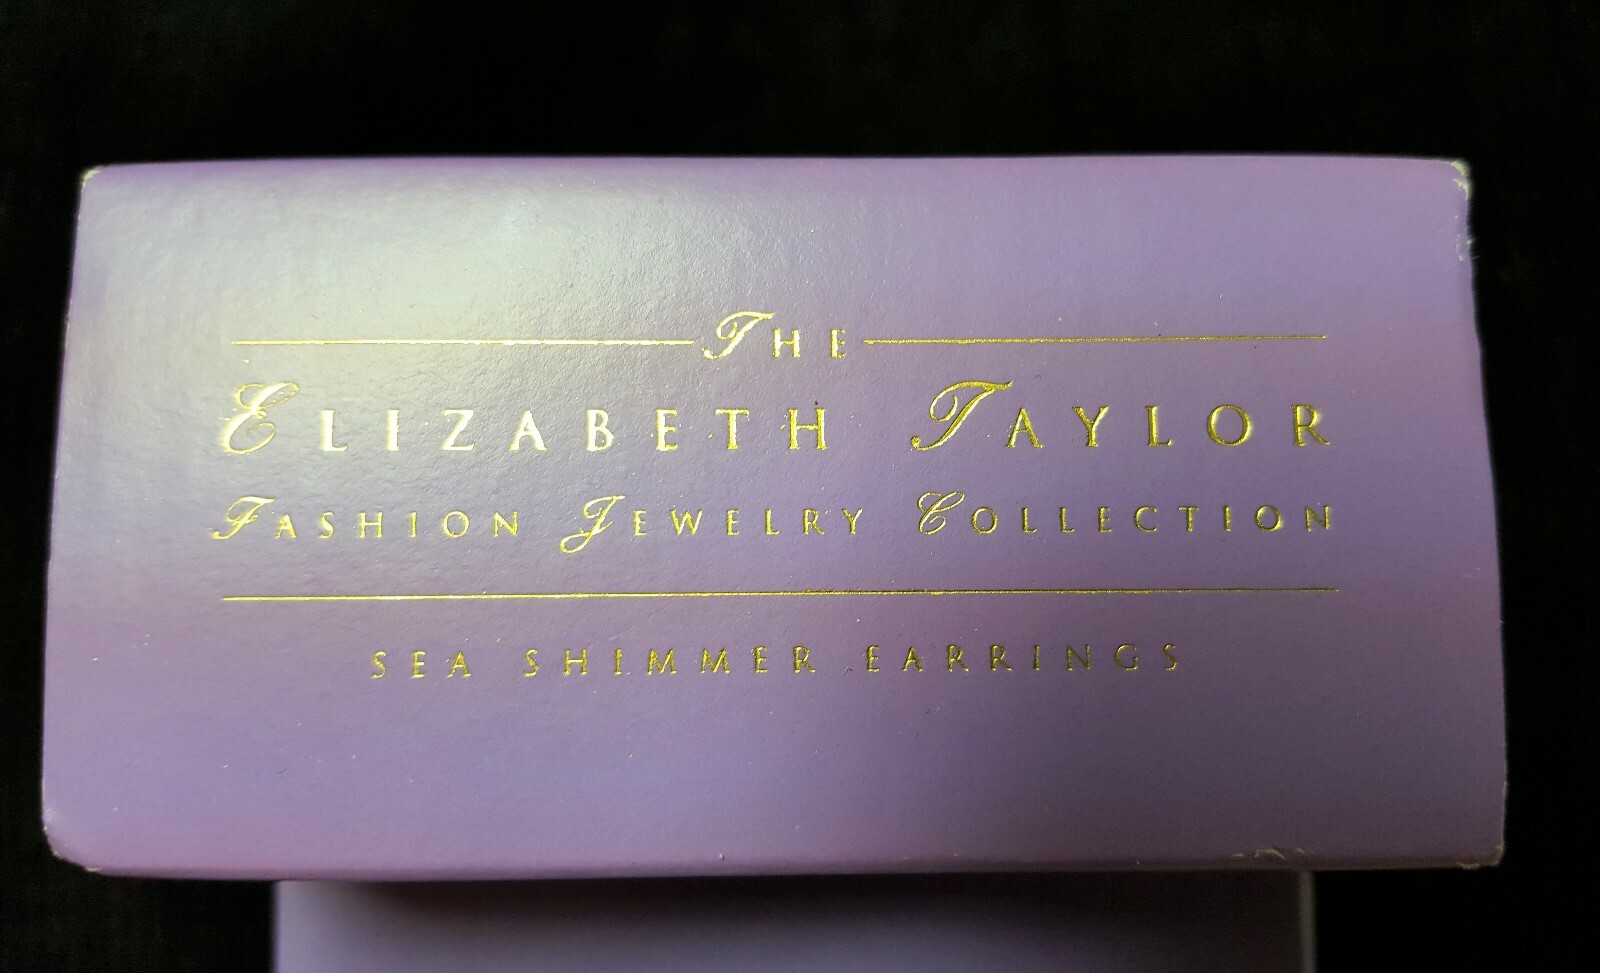 The
Elizabeth Taylor
Fashion Jewelry Collection
SEA SHIMMER EARRINGS